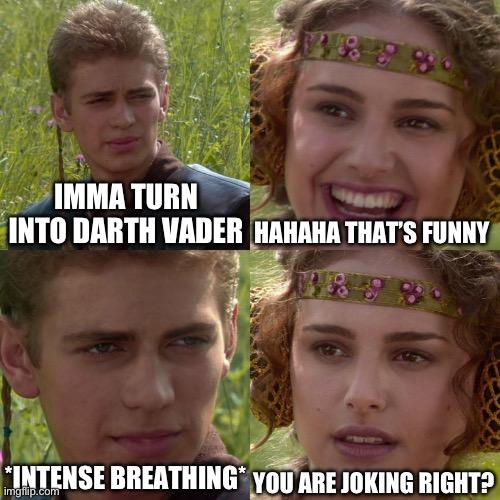 IMMA TURN
INTO DARTH VADER
HAHAHA THAT'S FUNNY
*INTENSE BREATHING*
YOU ARE JOKING RIGHT?
imgflip.com